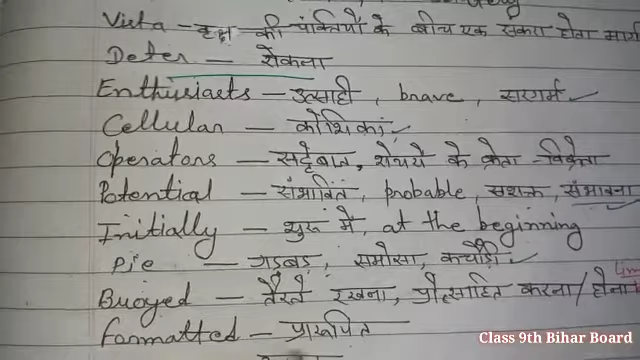 Vista — वृक्ष की पंक्तियों के बीच एक सकरा होता मार्ग
Deter — रोकना
Enthusiasts — उत्साही, brave, सरगर्म
Cellular — कोशिका
Operators — सट्टेबाज, शेयरों के क्रेता-विक्रेता
Potential — संभावित, probable, सशक्त, संभावना
Initially — शुरू में, at the beginning
Pie — गड़बड़, समोसा, कचौड़ी
Buoyed — तैरते रखना, प्रोत्साहित करना/होना
Formatted — प्रारूपित
Class 9th Bihar Board